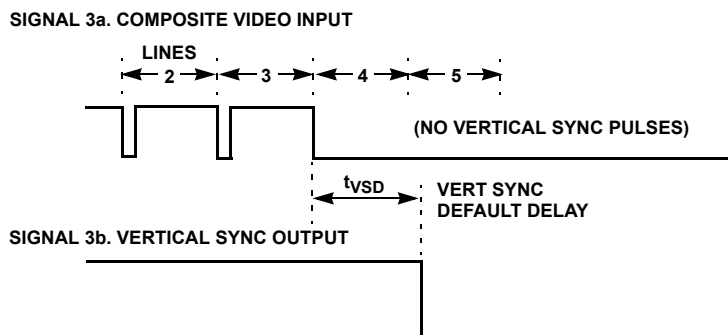 SIGNAL 3a. COMPOSITE VIDEO INPUT
LINES
2 3 4 5
(NO VERTICAL SYNC PULSES)
tVSD
VERT SYNC
DEFAULT DELAY
SIGNAL 3b. VERTICAL SYNC OUTPUT